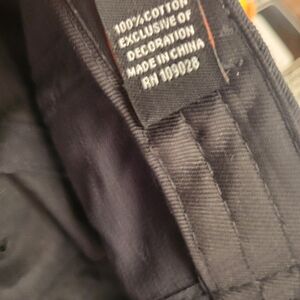 100% COTTON
EXCLUSIVE OF
DECORATION
MADE IN CHINA
RN 109028